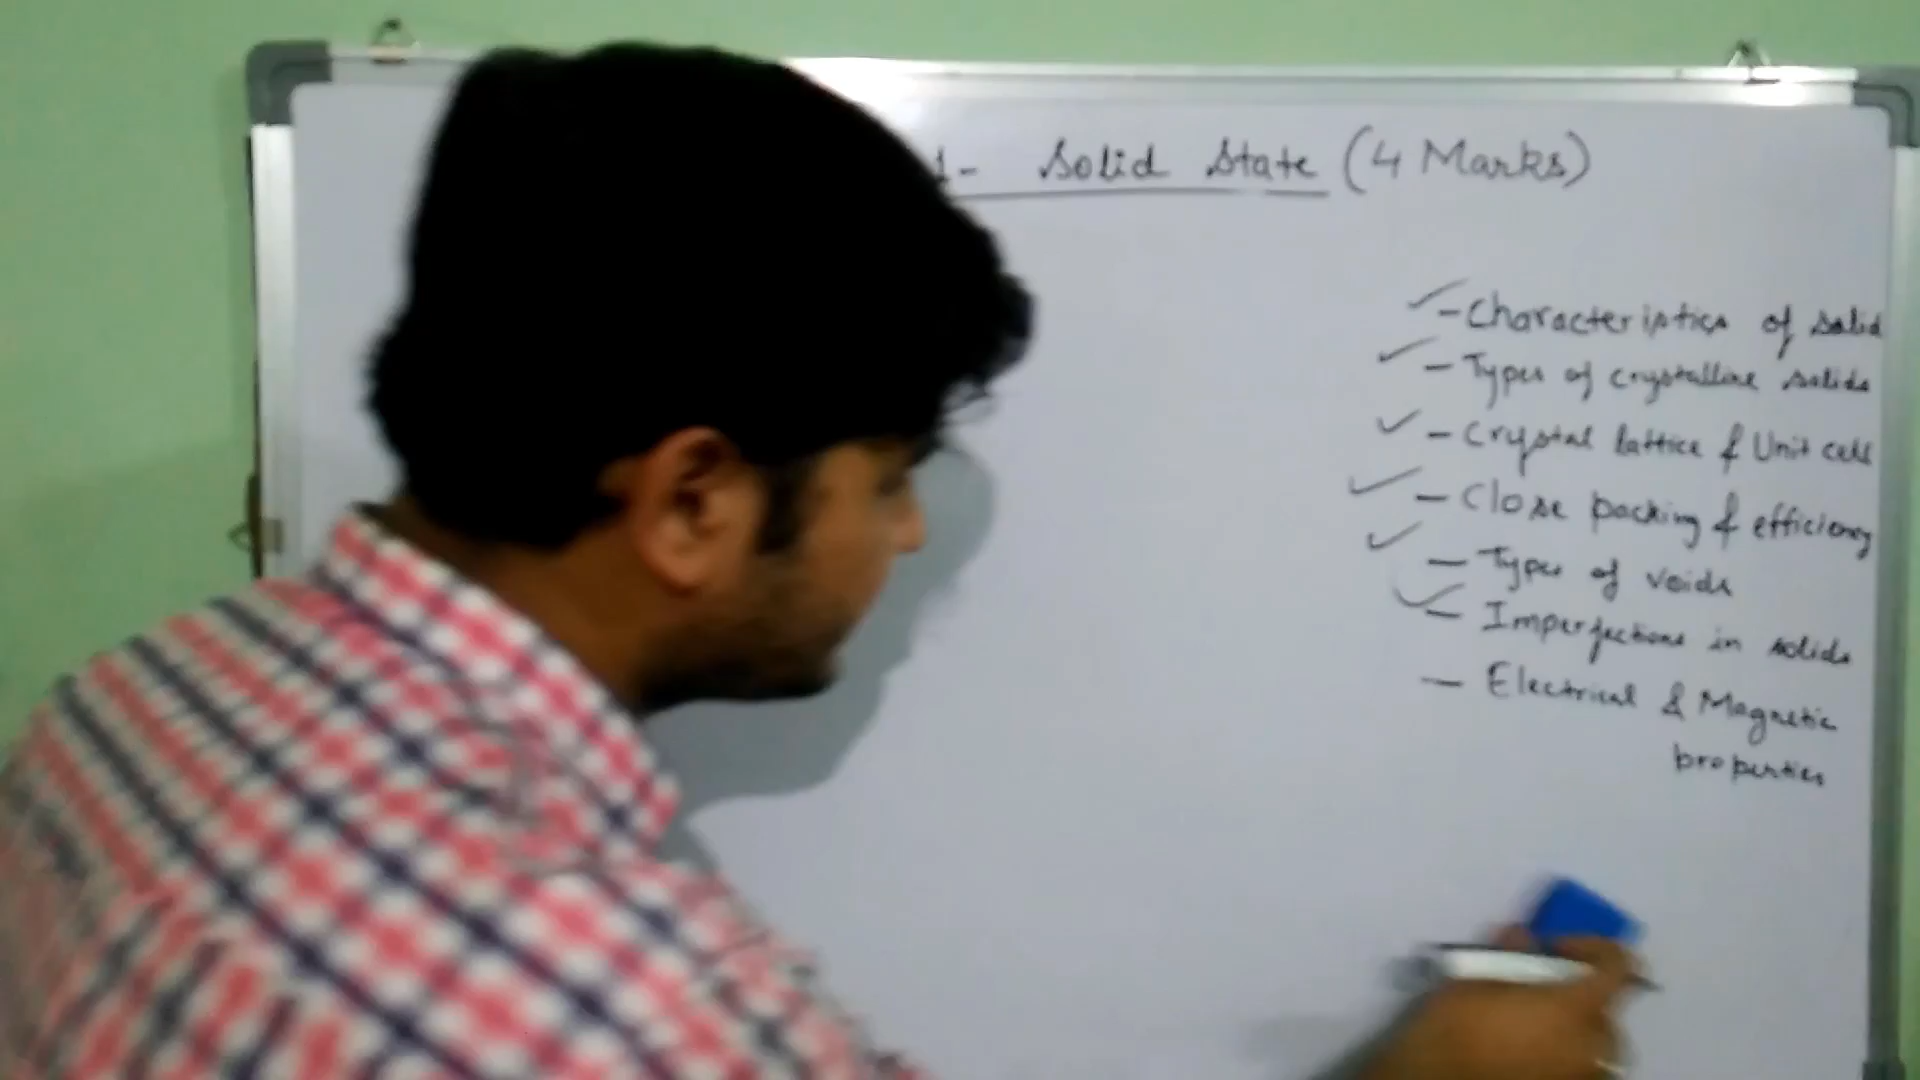 1- Solid State (4 Marks)
- Characteristics of solid
- Types of crystalline solids
- Crystal lattice & Unit cell
- Close packing & efficiency
- Types of voids
- Imperfections in solids
- Electrical & Magnetic
properties